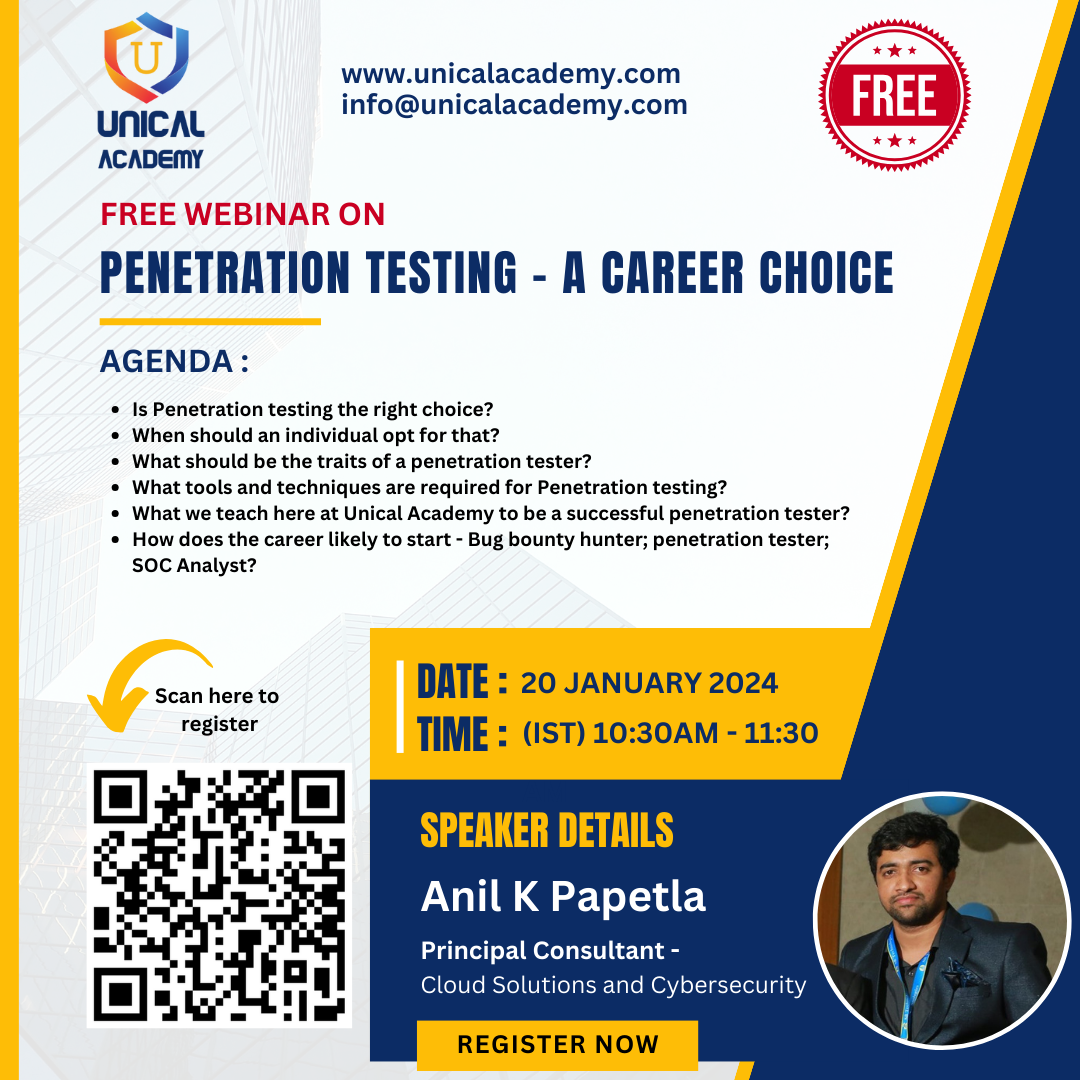 U
UNICAL
ACADEMY
www.unicalacademy.com
info@unicalacademy.com
FREE
FREE WEBINAR ON
PENETRATION TESTING - A CAREER CHOICE
AGENDA :
• Is Penetration testing the right choice?
• When should an individual opt for that?
• What should be the traits of a penetration tester?
• What tools and techniques are required for Penetration testing?
• What we teach here at Unical Academy to be a successful penetration tester?
• How does the career likely to start - Bug bounty hunter; penetration tester;
SOC Analyst?
Scan here to
register
DATE : 20 JANUARY 2024
TIME : (IST) 10:30AM - 11:30
SPEAKER DETAILS
Anil K Papetla
Principal Consultant -
Cloud Solutions and Cybersecurity
REGISTER NOW